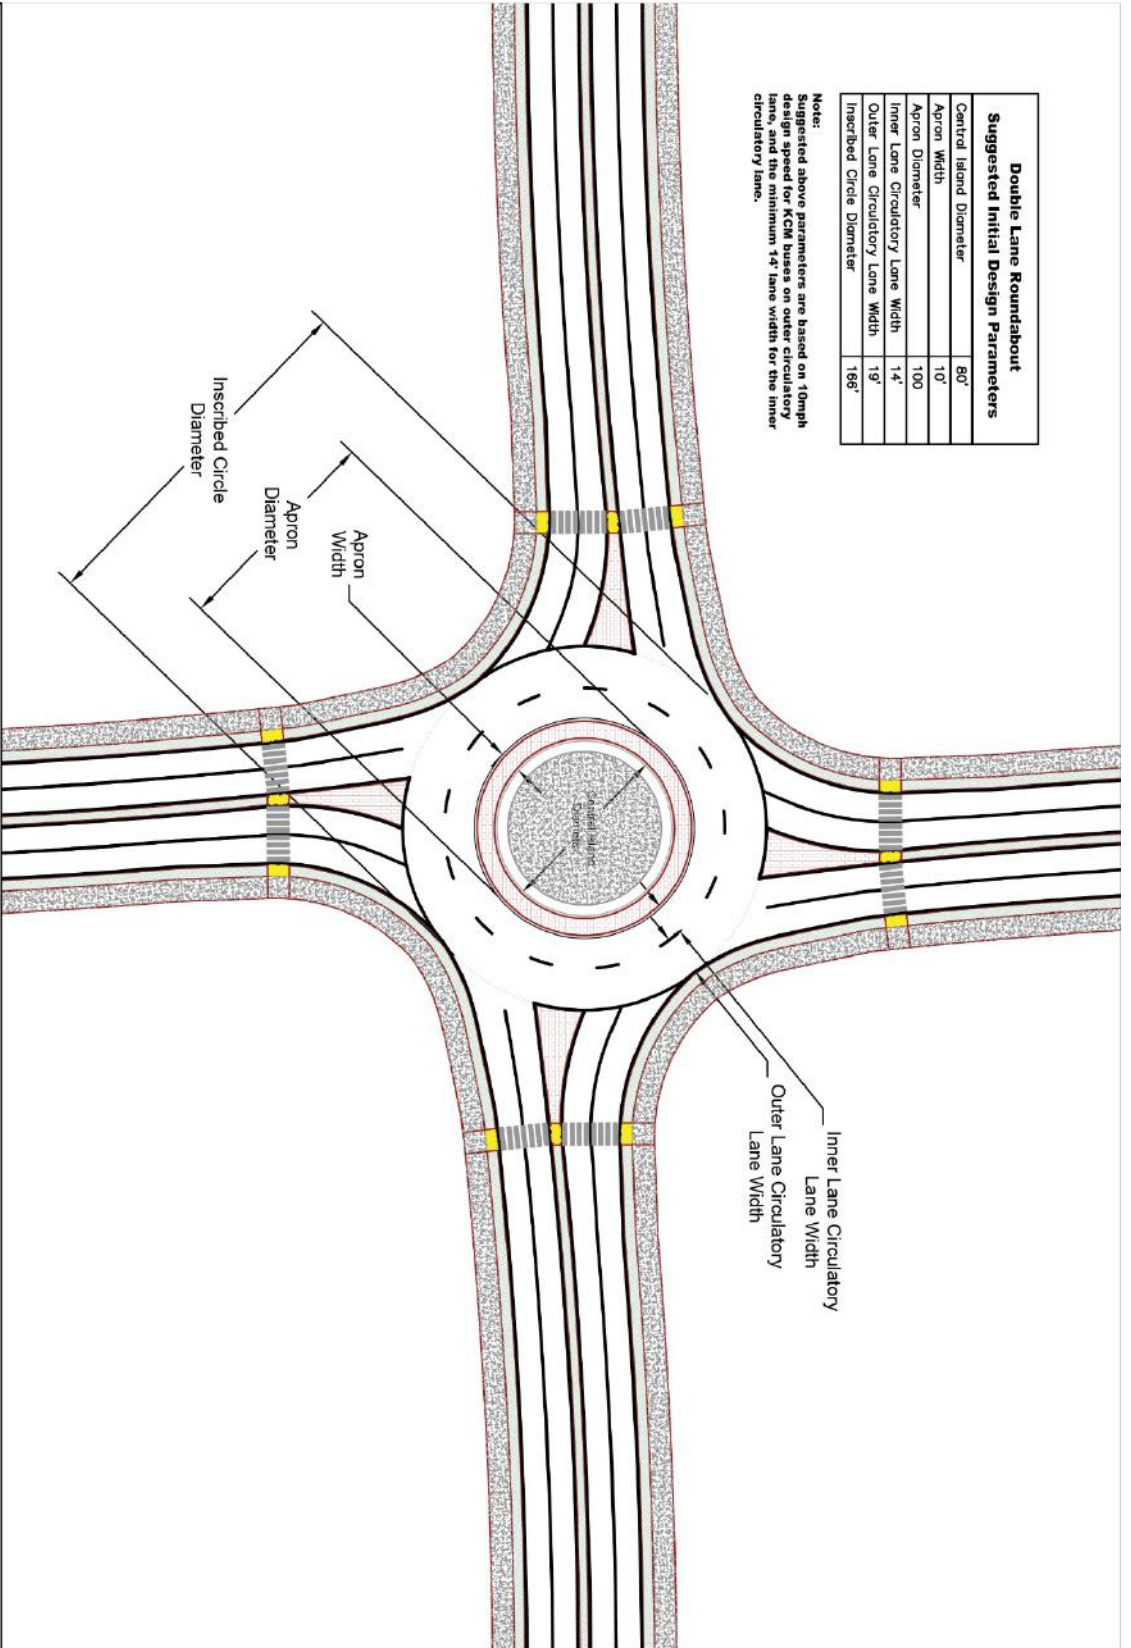 Double Lane Roundabout
Suggested Initial Design Parameters
Central Island Diameter 80'
Apron Width 10'
Apron Diameter 100
Inner Lane Circulatory Lane Width 14'
Outer Lane Circulatory Lane Width 19'
Inscribed Circle Diameter 166'
Note:
Suggested above parameters are based on 10mph
design speed for KCM buses on outer circulatory
lane, and the minimum 14' lane width for the inner
circulatory lane.
Inner Lane Circulatory
Lane Width
Outer Lane Circulatory
Lane Width
Central Island
Diameter
Apron
Width
Apron
Diameter
Inscribed Circle
Diameter